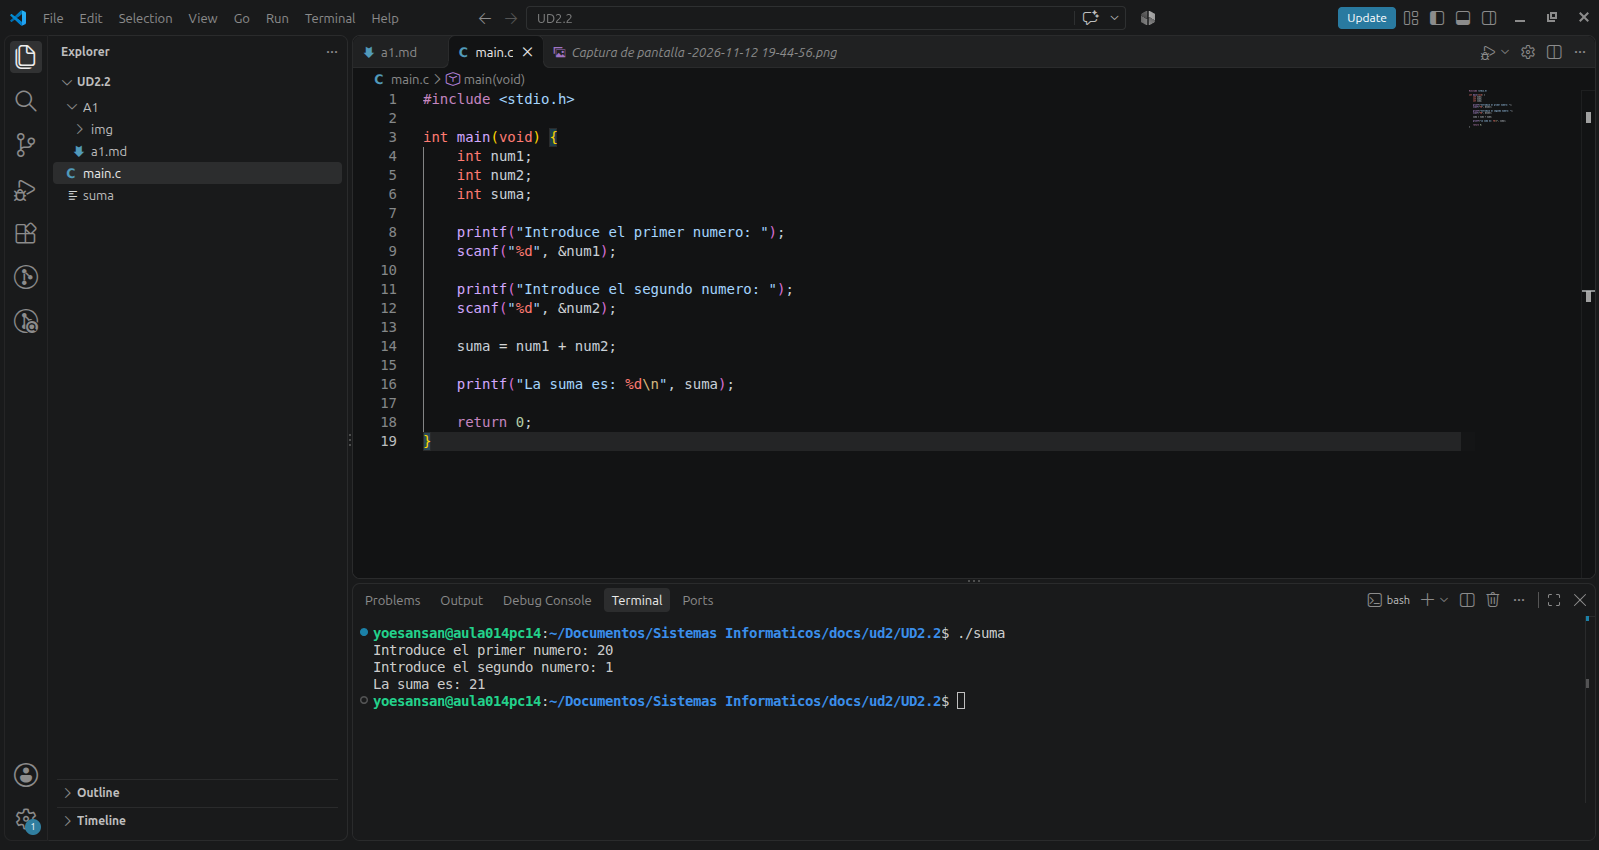 File Edit Selection View Go Run Terminal Help
UD2.2
Update
Explorer
UD2.2
A1
img
a1.md
main.c
suma
Outline
Timeline
1
a1.md
main.c
Captura de pantalla -2026-11-12 19-44-56.png
main.c > main(void)
1 #include <stdio.h>
2
3 int main(void) {
4 int num1;
5 int num2;
6 int suma;
7
8 printf("Introduce el primer numero: ");
9 scanf("%d", &num1);
10
11 printf("Introduce el segundo numero: ");
12 scanf("%d", &num2);
13
14 suma = num1 + num2;
15
16 printf("La suma es: %d\n", suma);
17
18 return 0;
19 }
Problems Output Debug Console Terminal Ports
bash
yoesansan@aula014pc14:~/Documentos/Sistemas Informaticos/docs/ud2/UD2.2$ ./suma
Introduce el primer numero: 20
Introduce el segundo numero: 1
La suma es: 21
yoesansan@aula014pc14:~/Documentos/Sistemas Informaticos/docs/ud2/UD2.2$